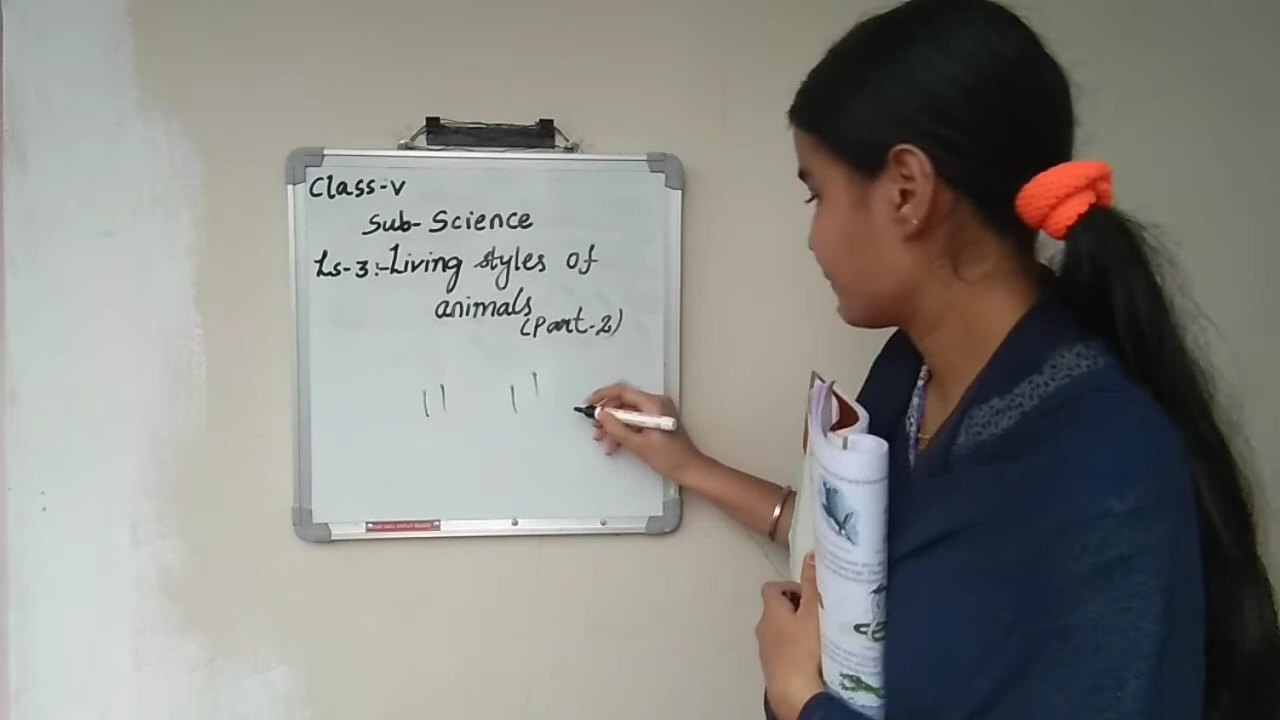 Class-V
Sub-Science
Ls-3:-Living styles of
animals
(Part-2)